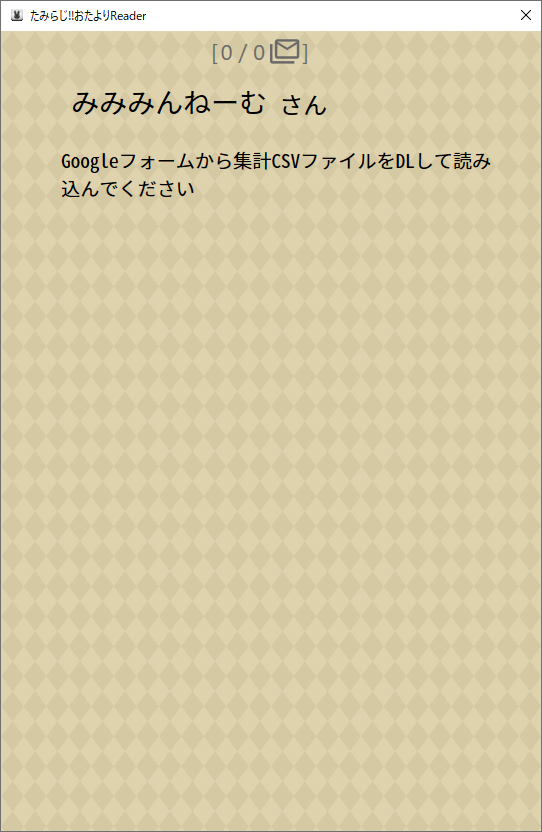 たみらじ!!おたよりReader
[0 / 0]
みみみんねーむ さん
Googleフォームから集計CSVファイルをDLして読み
込んでください